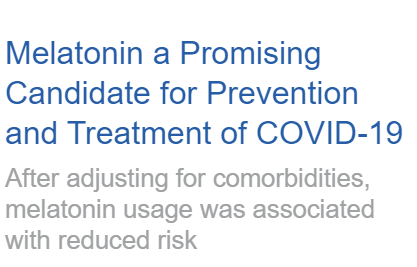 Melatonin a Promising
Candidate for Prevention
and Treatment of COVID-19
After adjusting for comorbidities,
melatonin usage was associated
with reduced risk